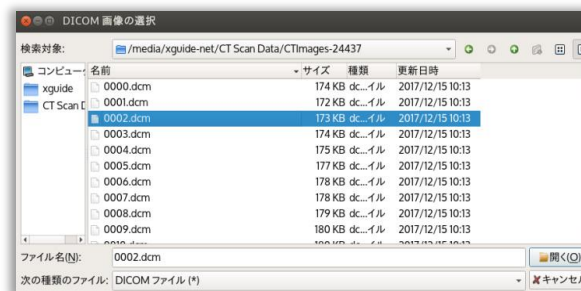 DICOM 画像の選択
検索対象: /media/xguide-net/CT Scan Data/CTImages-24437
コンピュータ 名前 サイズ 種類 更新日時
xguide 0000.dcm 174 KB dc...イル 2017/12/15 10:13
CT Scan D 0001.dcm 172 KB dc...イル 2017/12/15 10:13
0002.dcm 173 KB dc...イル 2017/12/15 10:13
0003.dcm 174 KB dc...イル 2017/12/15 10:13
0004.dcm 175 KB dc...イル 2017/12/15 10:13
0005.dcm 177 KB dc...イル 2017/12/15 10:13
0006.dcm 178 KB dc...イル 2017/12/15 10:13
0007.dcm 178 KB dc...イル 2017/12/15 10:13
0008.dcm 179 KB dc...イル 2017/12/15 10:13
0009.dcm 180 KB dc...イル 2017/12/15 10:13
ファイル名(N): 0002.dcm 開く(O)
次の種類のファイル: DICOM ファイル (*) キャンセル